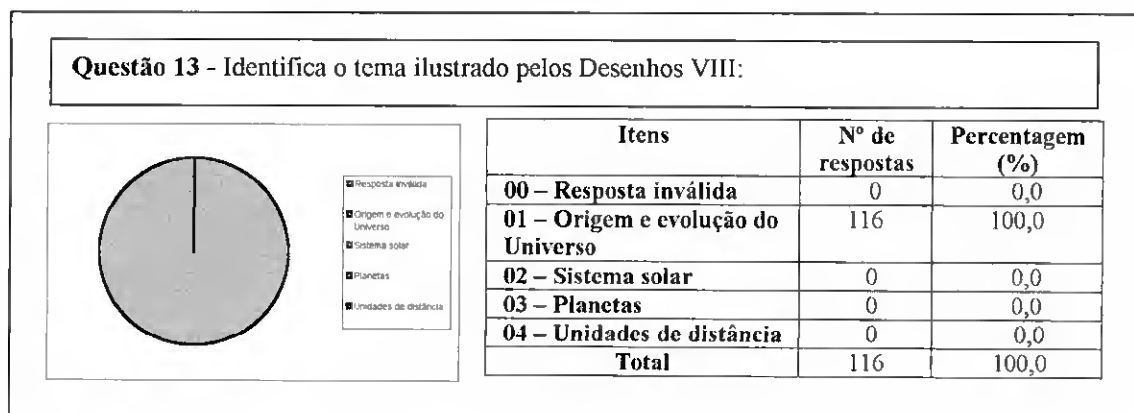 Questão 13 - Identifica o tema ilustrado pelos Desenhos VIII:
Resposta inválida
Origem e evolução do
Universo
Sistema solar
Planetas
Unidades de distância
Itens Nº de respostas Percentagem (%)
00 – Resposta inválida 0 0,0
01 – Origem e evolução do Universo 116 100,0
02 – Sistema solar 0 0,0
03 – Planetas 0 0,0
04 – Unidades de distância 0 0,0
Total 116 100,0